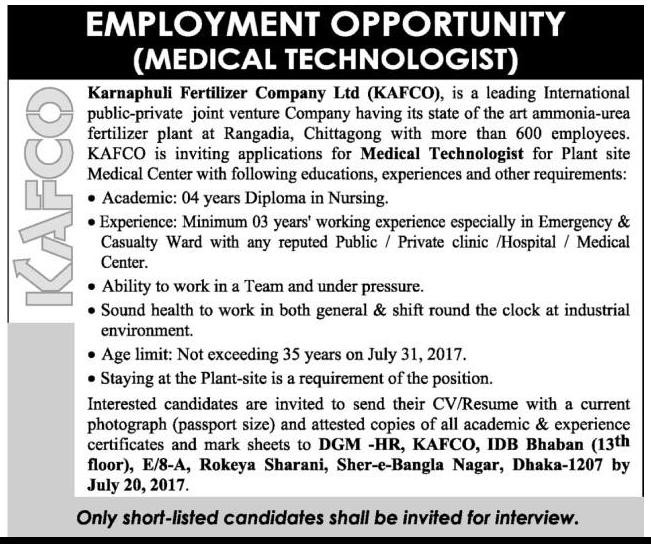 EMPLOYMENT OPPORTUNITY
(MEDICAL TECHNOLOGIST)
KAFCO
Karnaphuli Fertilizer Company Ltd (KAFCO), is a leading International
public-private joint venture Company having its state of the art ammonia-urea
fertilizer plant at Rangadia, Chittagong with more than 600 employees.
KAFCO is inviting applications for Medical Technologist for Plant site
Medical Center with following educations, experiences and other requirements:
• Academic: 04 years Diploma in Nursing.
• Experience: Minimum 03 years' working experience especially in Emergency &
Casualty Ward with any reputed Public / Private clinic /Hospital / Medical
Center.
• Ability to work in a Team and under pressure.
• Sound health to work in both general & shift round the clock at industrial
environment.
• Age limit: Not exceeding 35 years on July 31, 2017.
• Staying at the Plant-site is a requirement of the position.
Interested candidates are invited to send their CV/Resume with a current
photograph (passport size) and attested copies of all academic & experience
certificates and mark sheets to DGM -HR, KAFCO, IDB Bhaban (13th
floor), E/8-A, Rokeya Sharani, Sher-e-Bangla Nagar, Dhaka-1207 by
July 20, 2017.
Only short-listed candidates shall be invited for interview.